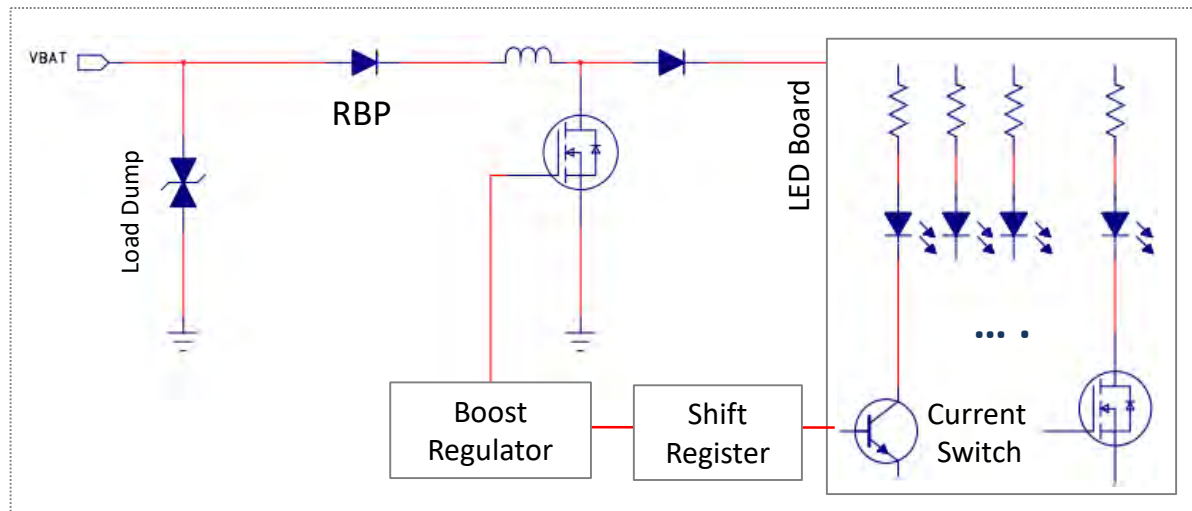 VBAT
RBP
Load Dump
LED Board
.... .
Boost
Regulator
Shift
Register
Current
Switch